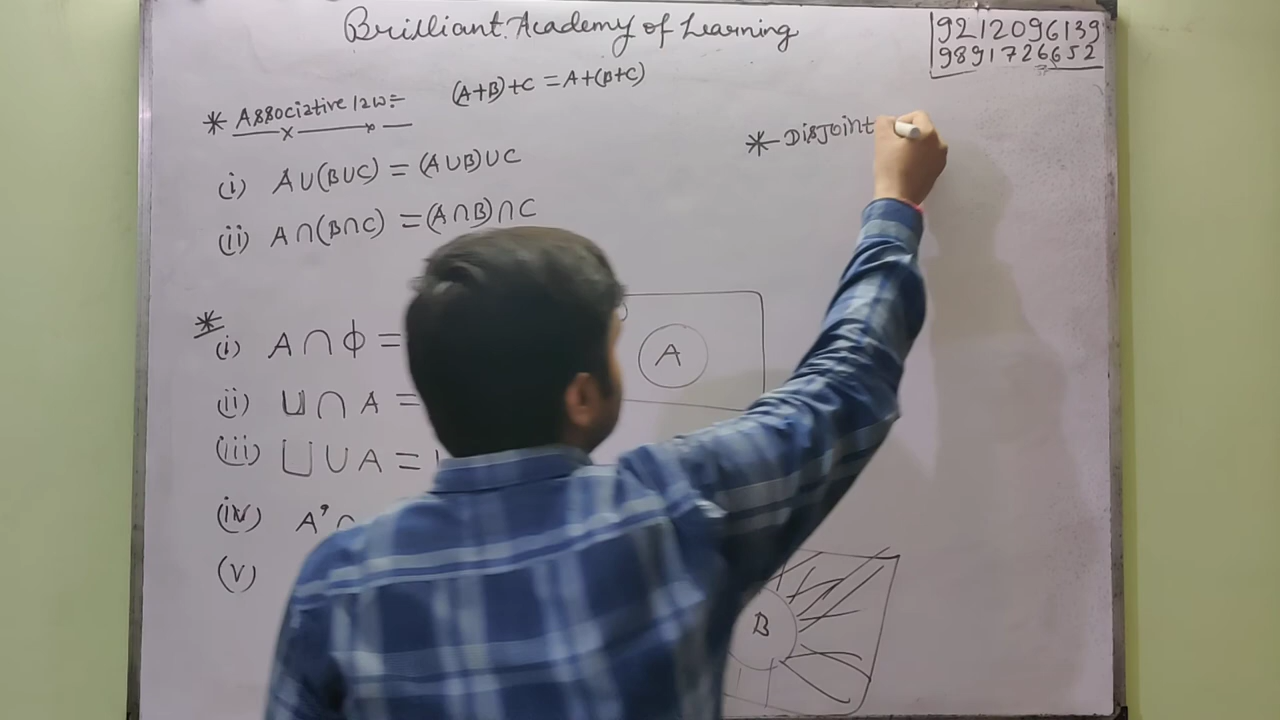 Brilliant Academy of Learning
9212096139
9891726652
* Associative law:-
(A+B)+C = A+(B+C)
* Disjoint
(i) A∪(B∪C) = (A∪B)∪C
(ii) A∩(B∩C) = (A∩B)∩C
*
(i) A∩ϕ =
A
(ii) U∩A =
(iii) U∪A =
(iv) A'∩
(v)
B